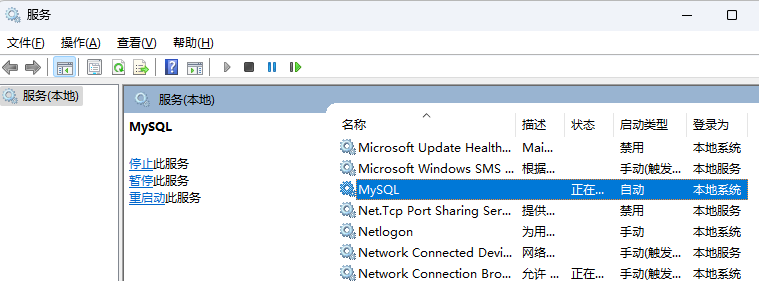 服务
文件(F) 操作(A) 查看(V) 帮助(H)
服务(本地)
服务(本地)
MySQL
停止此服务
暂停此服务
重启动此服务
名称 描述 状态 启动类型 登录为
Microsoft Update Health... Mai... 禁用 本地系统
Microsoft Windows SMS ... 根据... 手动(触发... 本地服务
MySQL 正在... 自动 本地系统
Net.Tcp Port Sharing Ser... 提供... 禁用 本地服务
Netlogon 为用... 手动 本地系统
Network Connected Devi... 网络... 手动(触发... 本地服务
Network Connection Bro... 允许 ... 正在... 手动(触发... 本地系统